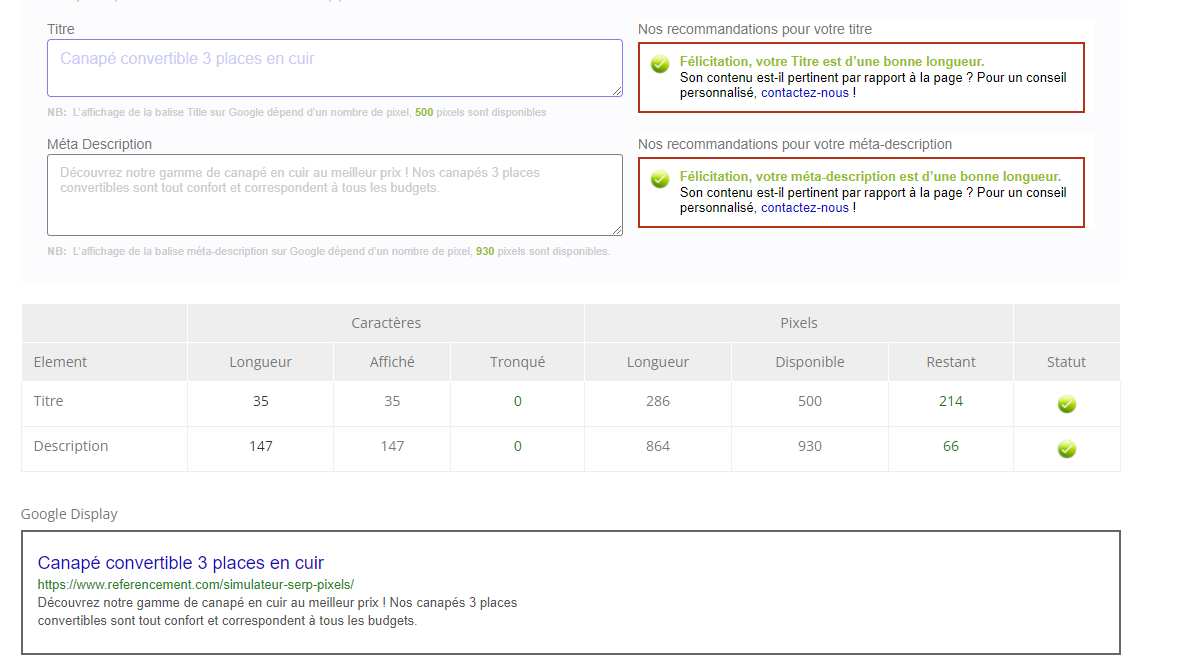 Titre
Nos recommandations pour votre titre
Canapé convertible 3 places en cuir
Félicitation, votre Titre est d’une bonne longueur.
Son contenu est-il pertinent par rapport à la page ? Pour un conseil
personnalisé, contactez-nous !
NB: L’affichage de la balise Title sur Google dépend d’un nombre de pixel, 500 pixels sont disponibles
Méta Description
Nos recommandations pour votre méta-description
Découvrez notre gamme de canapé en cuir au meilleur prix ! Nos canapés 3 places
convertibles sont tout confort et correspondent à tous les budgets.
Félicitation, votre méta-description est d’une bonne longueur.
Son contenu est-il pertinent par rapport à la page ? Pour un conseil
personnalisé, contactez-nous !
NB: L’affichage de la balise méta-description sur Google dépend d’un nombre de pixel, 930 pixels sont disponibles.
Caractères Pixels
Element Longueur Affiché Tronqué Longueur Disponible Restant Statut
Titre 35 35 0 286 500 214
Description 147 147 0 864 930 66
Google Display
Canapé convertible 3 places en cuir
https://www.referencement.com/simulateur-serp-pixels/
Découvrez notre gamme de canapé en cuir au meilleur prix ! Nos canapés 3 places
convertibles sont tout confort et correspondent à tous les budgets.